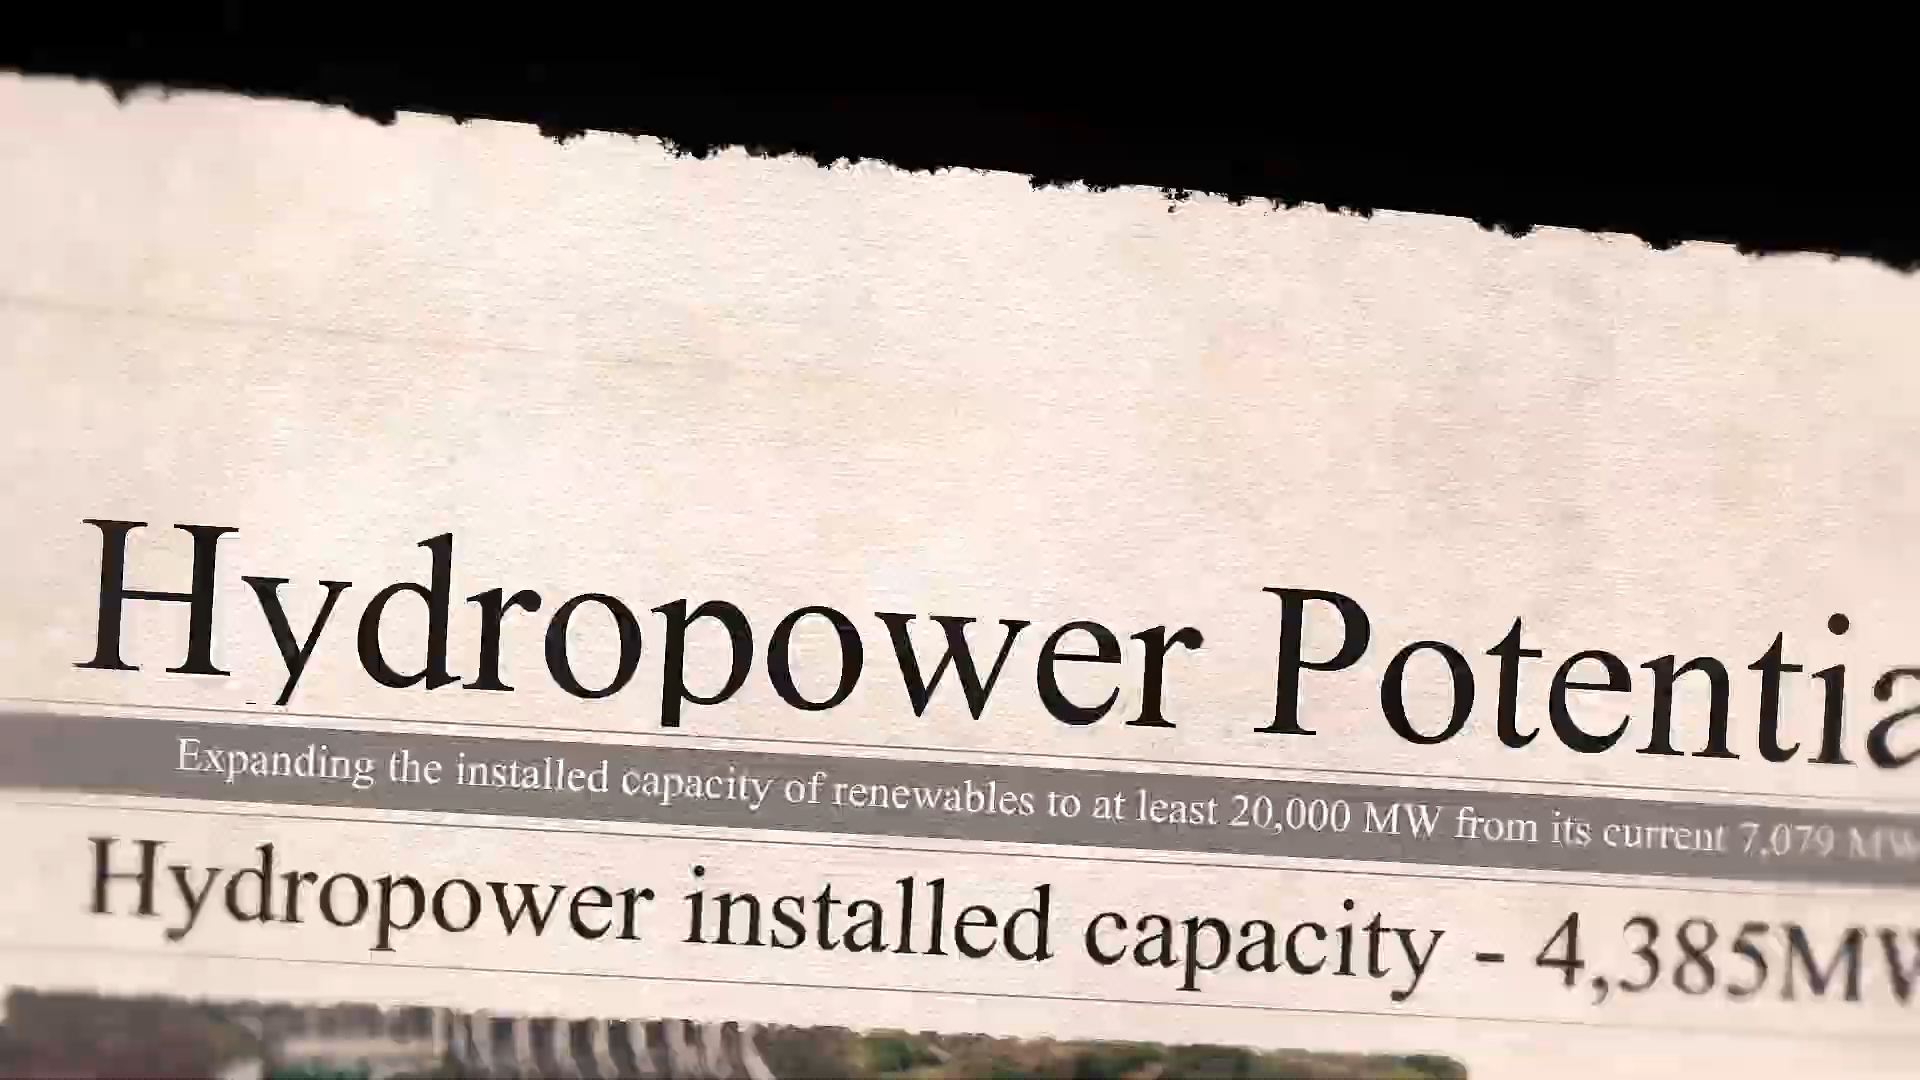 Hydropower Potentia
Expanding the installed capacity of renewables to at least 20,000 MW from its current 7,079 MW
Hydropower installed capacity - 4,385MW